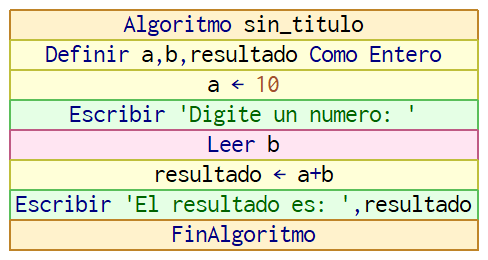 Algoritmo sin_titulo
Definir a,b,resultado Como Entero
a ← 10
Escribir 'Digite un numero: '
Leer b
resultado ← a+b
Escribir 'El resultado es: ',resultado
FinAlgoritmo